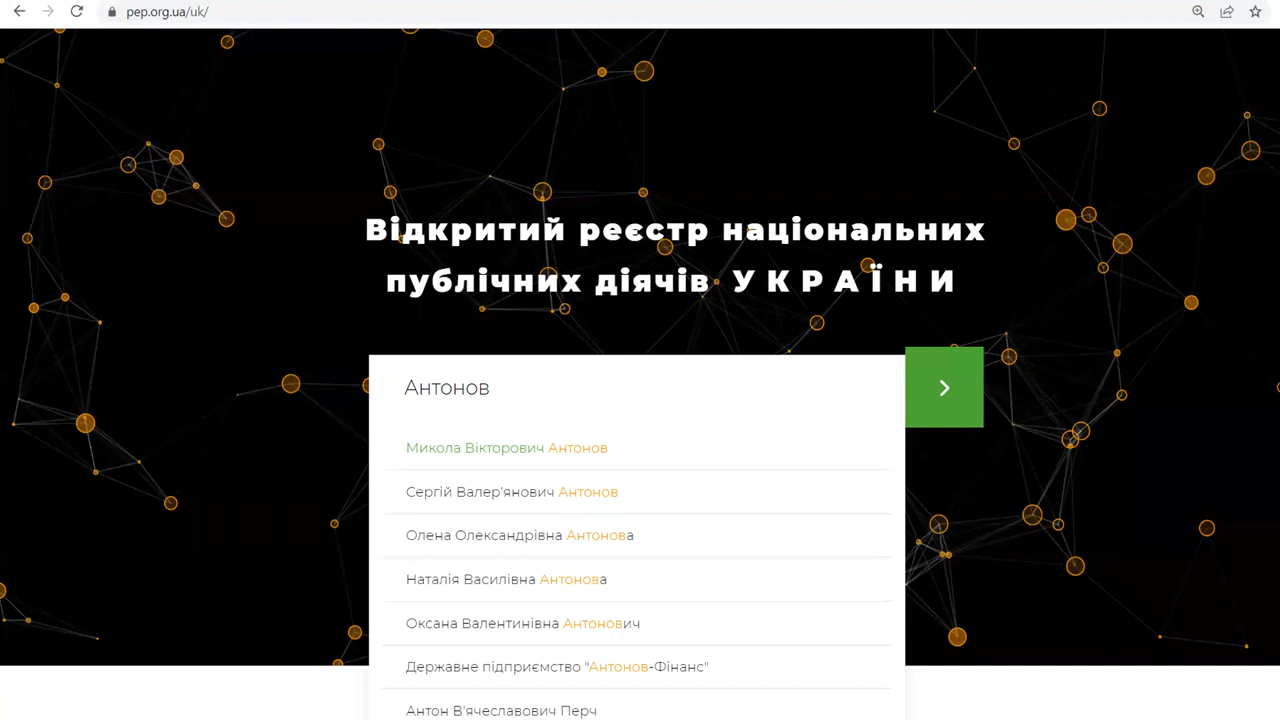 pep.org.ua/uk/
Відкритий реєстр національних
публічних діячів УКРАЇНИ
Антонов
Микола Вікторович Антонов
Сергій Валер'янович Антонов
Олена Олександрівна Антонова
Наталія Василівна Антонова
Оксана Валентинівна Антонович
Державне підприємство "Антонов-Фінанс"
Антон В'ячеславович Перч